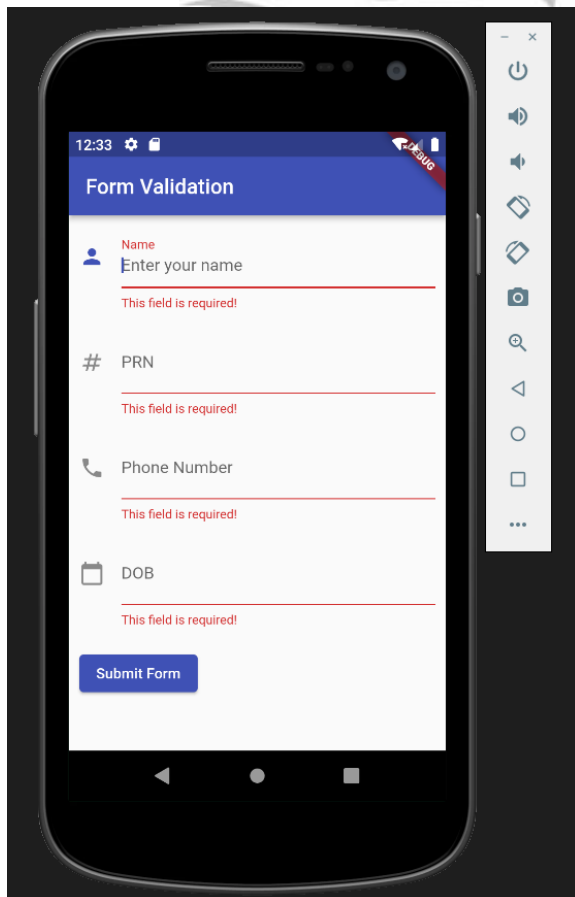 12:33
DEBUG
Form Validation
Name
Enter your name
This field is required!
# PRN
This field is required!
Phone Number
This field is required!
DOB
This field is required!
Submit Form